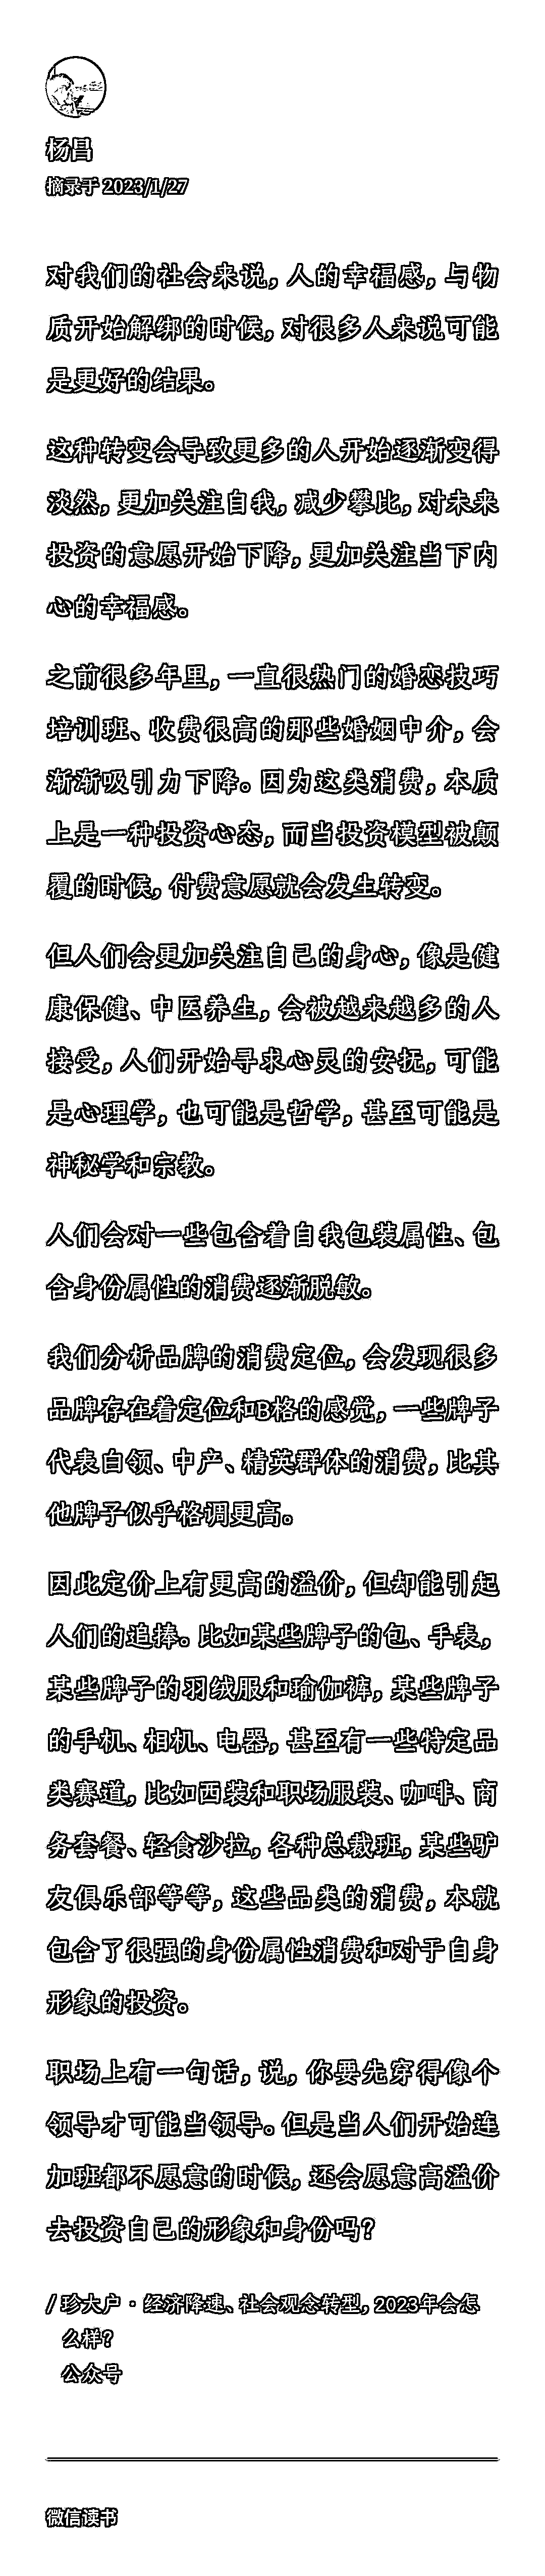 杨昌
摘录于 2023/1/27
对我们的社会来说，人的幸福感，与物
质开始解绑的时候，对很多人来说可能
是更好的结果。
这种转变会导致更多的人开始逐渐变得
淡然，更加关注自我，减少攀比，对未来
投资的意愿开始下降，更加关注当下内
心的幸福感。
之前很多年里，一直很热门的婚恋技巧
培训班、收费很高的那些婚姻中介，会
渐渐吸引力下降。因为这类消费，本质
上是一种投资心态，而当投资模型被颠
覆的时候，付费意愿就会发生转变。
但人们会更加关注自己的身心，像是健
康保健、中医养生，会被越来越多的人
接受，人们开始寻求心灵的安抚，可能
是心理学，也可能是哲学，甚至可能是
神秘学和宗教。
人们会对一些包含着自我包装属性、包
含身份属性的消费逐渐脱敏。
我们分析品牌的消费定位，会发现很多
品牌存在着定位和B格的感觉，一些牌子
代表白领、中产、精英群体的消费，比其
他牌子似乎格调更高。
因此定价上有更高的溢价，但却能引起
人们的追捧。比如某些牌子的包、手表，
某些牌子的羽绒服和瑜伽裤，某些牌子
的手机、相机、电器，甚至有一些特定品
类赛道，比如西装和职场服装、咖啡、商
务套餐、轻食沙拉，各种总裁班，某些驴
友俱乐部等等，这些品类的消费，本就
包含了很强的身份属性消费和对于自身
形象的投资。
职场上有一句话，说，你要先穿得像个
领导才可能当领导。但是当人们开始连
加班都不愿意的时候，还会愿意高溢价
去投资自己的形象和身份吗？
/ 珍大户 · 经济降速、社会观念转型，2023年会怎
么样？
公众号
微信读书